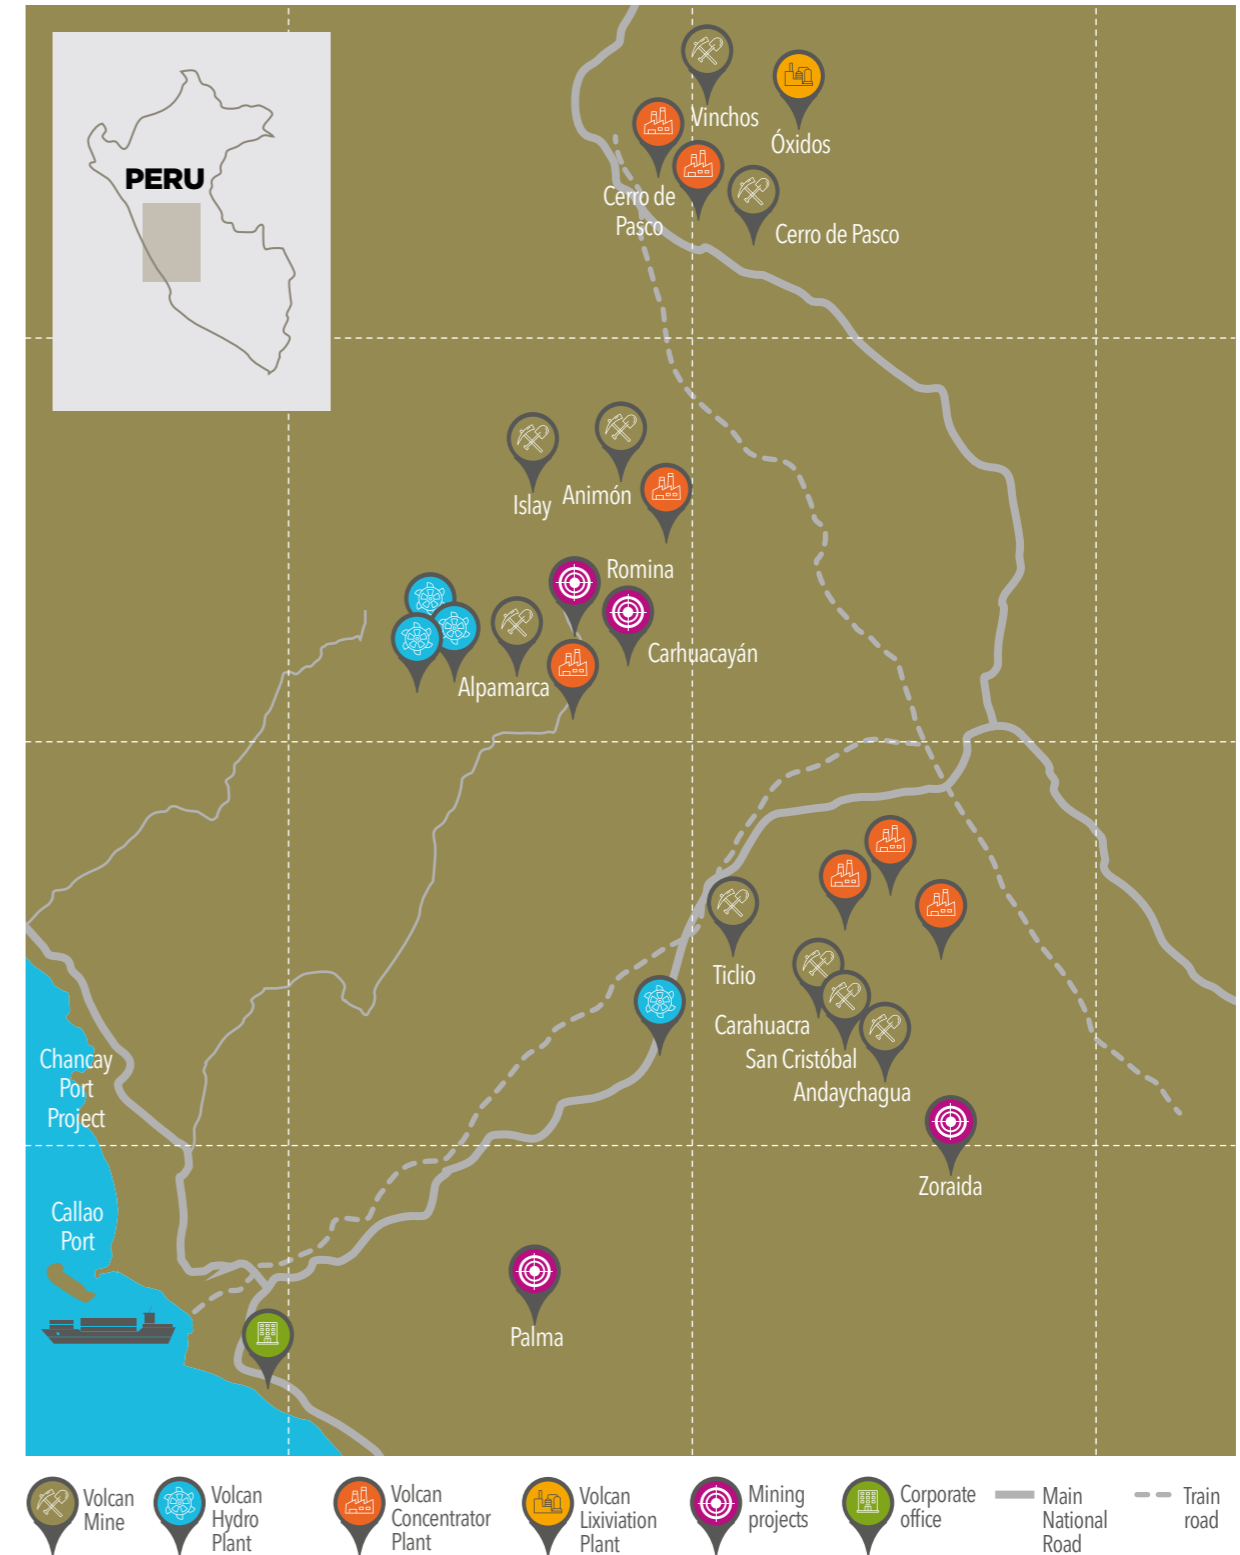 PERU
Vinchos
Óxidos
Cerro de
Pasco
Cerro de Pasco
Islay
Animón
Romina
Carhuacayán
Alpamarca
Ticlio
Carahuacra
San Cristóbal
Andaychagua
Chancay
Port
Project
Zoraida
Callao
Port
Palma
Volcan
Mine
Volcan
Hydro
Plant
Volcan
Concentrator
Plant
Volcan
Lixiviation
Plant
Mining
projects
Corporate
office
Main
National
Road
Train
road